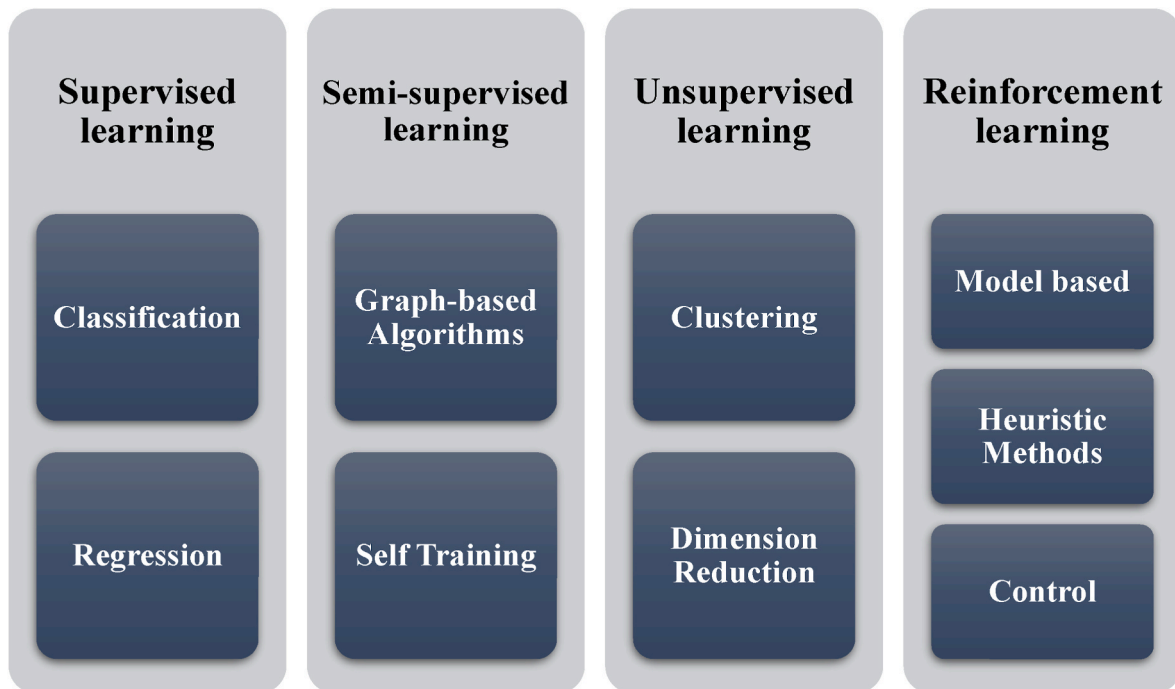 Supervised
learning
Classification
Regression
Semi-supervised
learning
Graph-based
Algorithms
Self Training
Unsupervised
learning
Clustering
Dimension
Reduction
Reinforcement
learning
Model based
Heuristic
Methods
Control